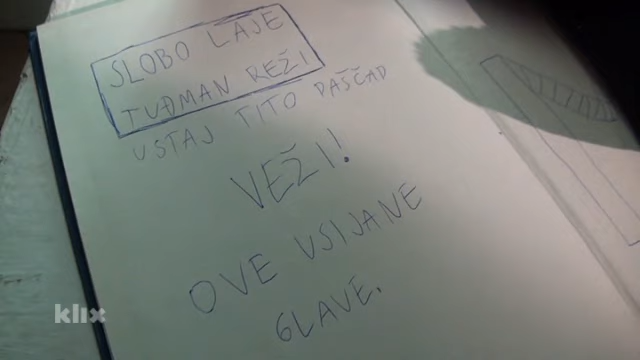 SLOBO LAJE
TUĐMAN REŽI
USTAJ TITO PAŠČAD
VEŽI!
OVE USIJANE
GLAVE.
klix